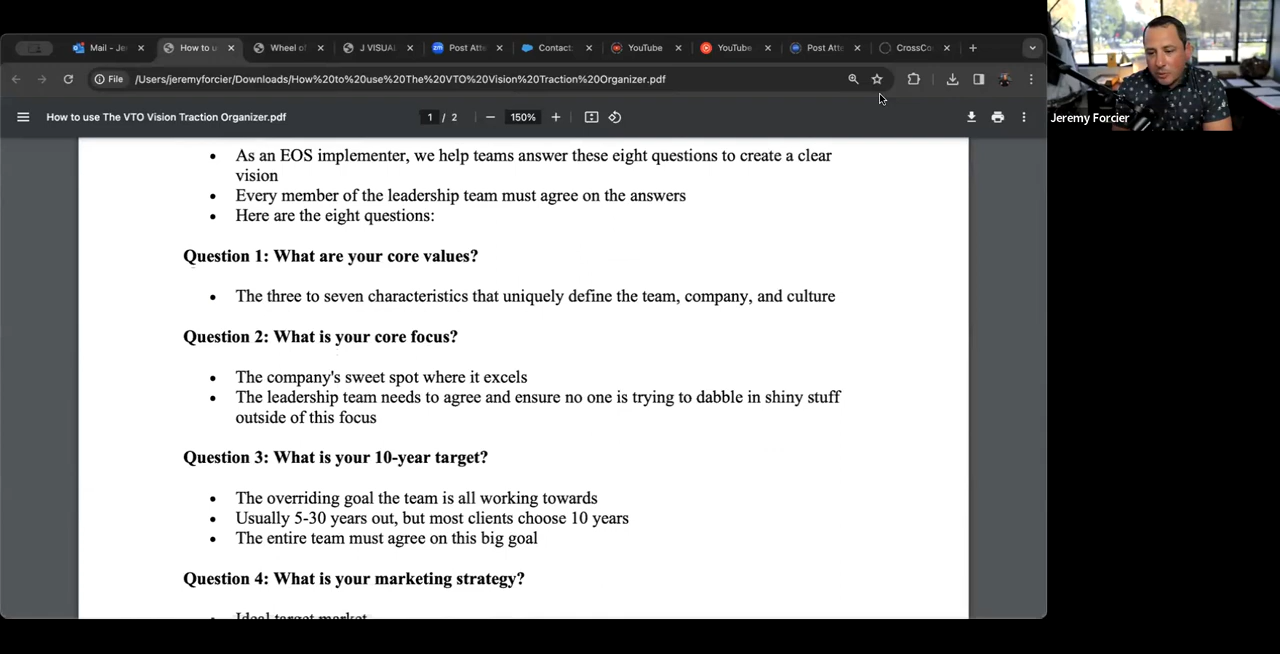 Mail - Je
How to u
Wheel of
J VISUAL
Post Att
Contact
YouTube
YouTube
Post Att
CrossCo
File
/Users/jeremyforcier/Downloads/How%20to%20use%20The%20VTO%20Vision%20Traction%20Organizer.pdf
How to use The VTO Vision Traction Organizer.pdf
1 / 2
150%
Jeremy Forcier
• As an EOS implementer, we help teams answer these eight questions to create a clear
vision
• Every member of the leadership team must agree on the answers
• Here are the eight questions:
Question 1: What are your core values?
• The three to seven characteristics that uniquely define the team, company, and culture
Question 2: What is your core focus?
• The company's sweet spot where it excels
• The leadership team needs to agree and ensure no one is trying to dabble in shiny stuff
outside of this focus
Question 3: What is your 10-year target?
• The overriding goal the team is all working towards
• Usually 5-30 years out, but most clients choose 10 years
• The entire team must agree on this big goal
Question 4: What is your marketing strategy?
• Ideal target market